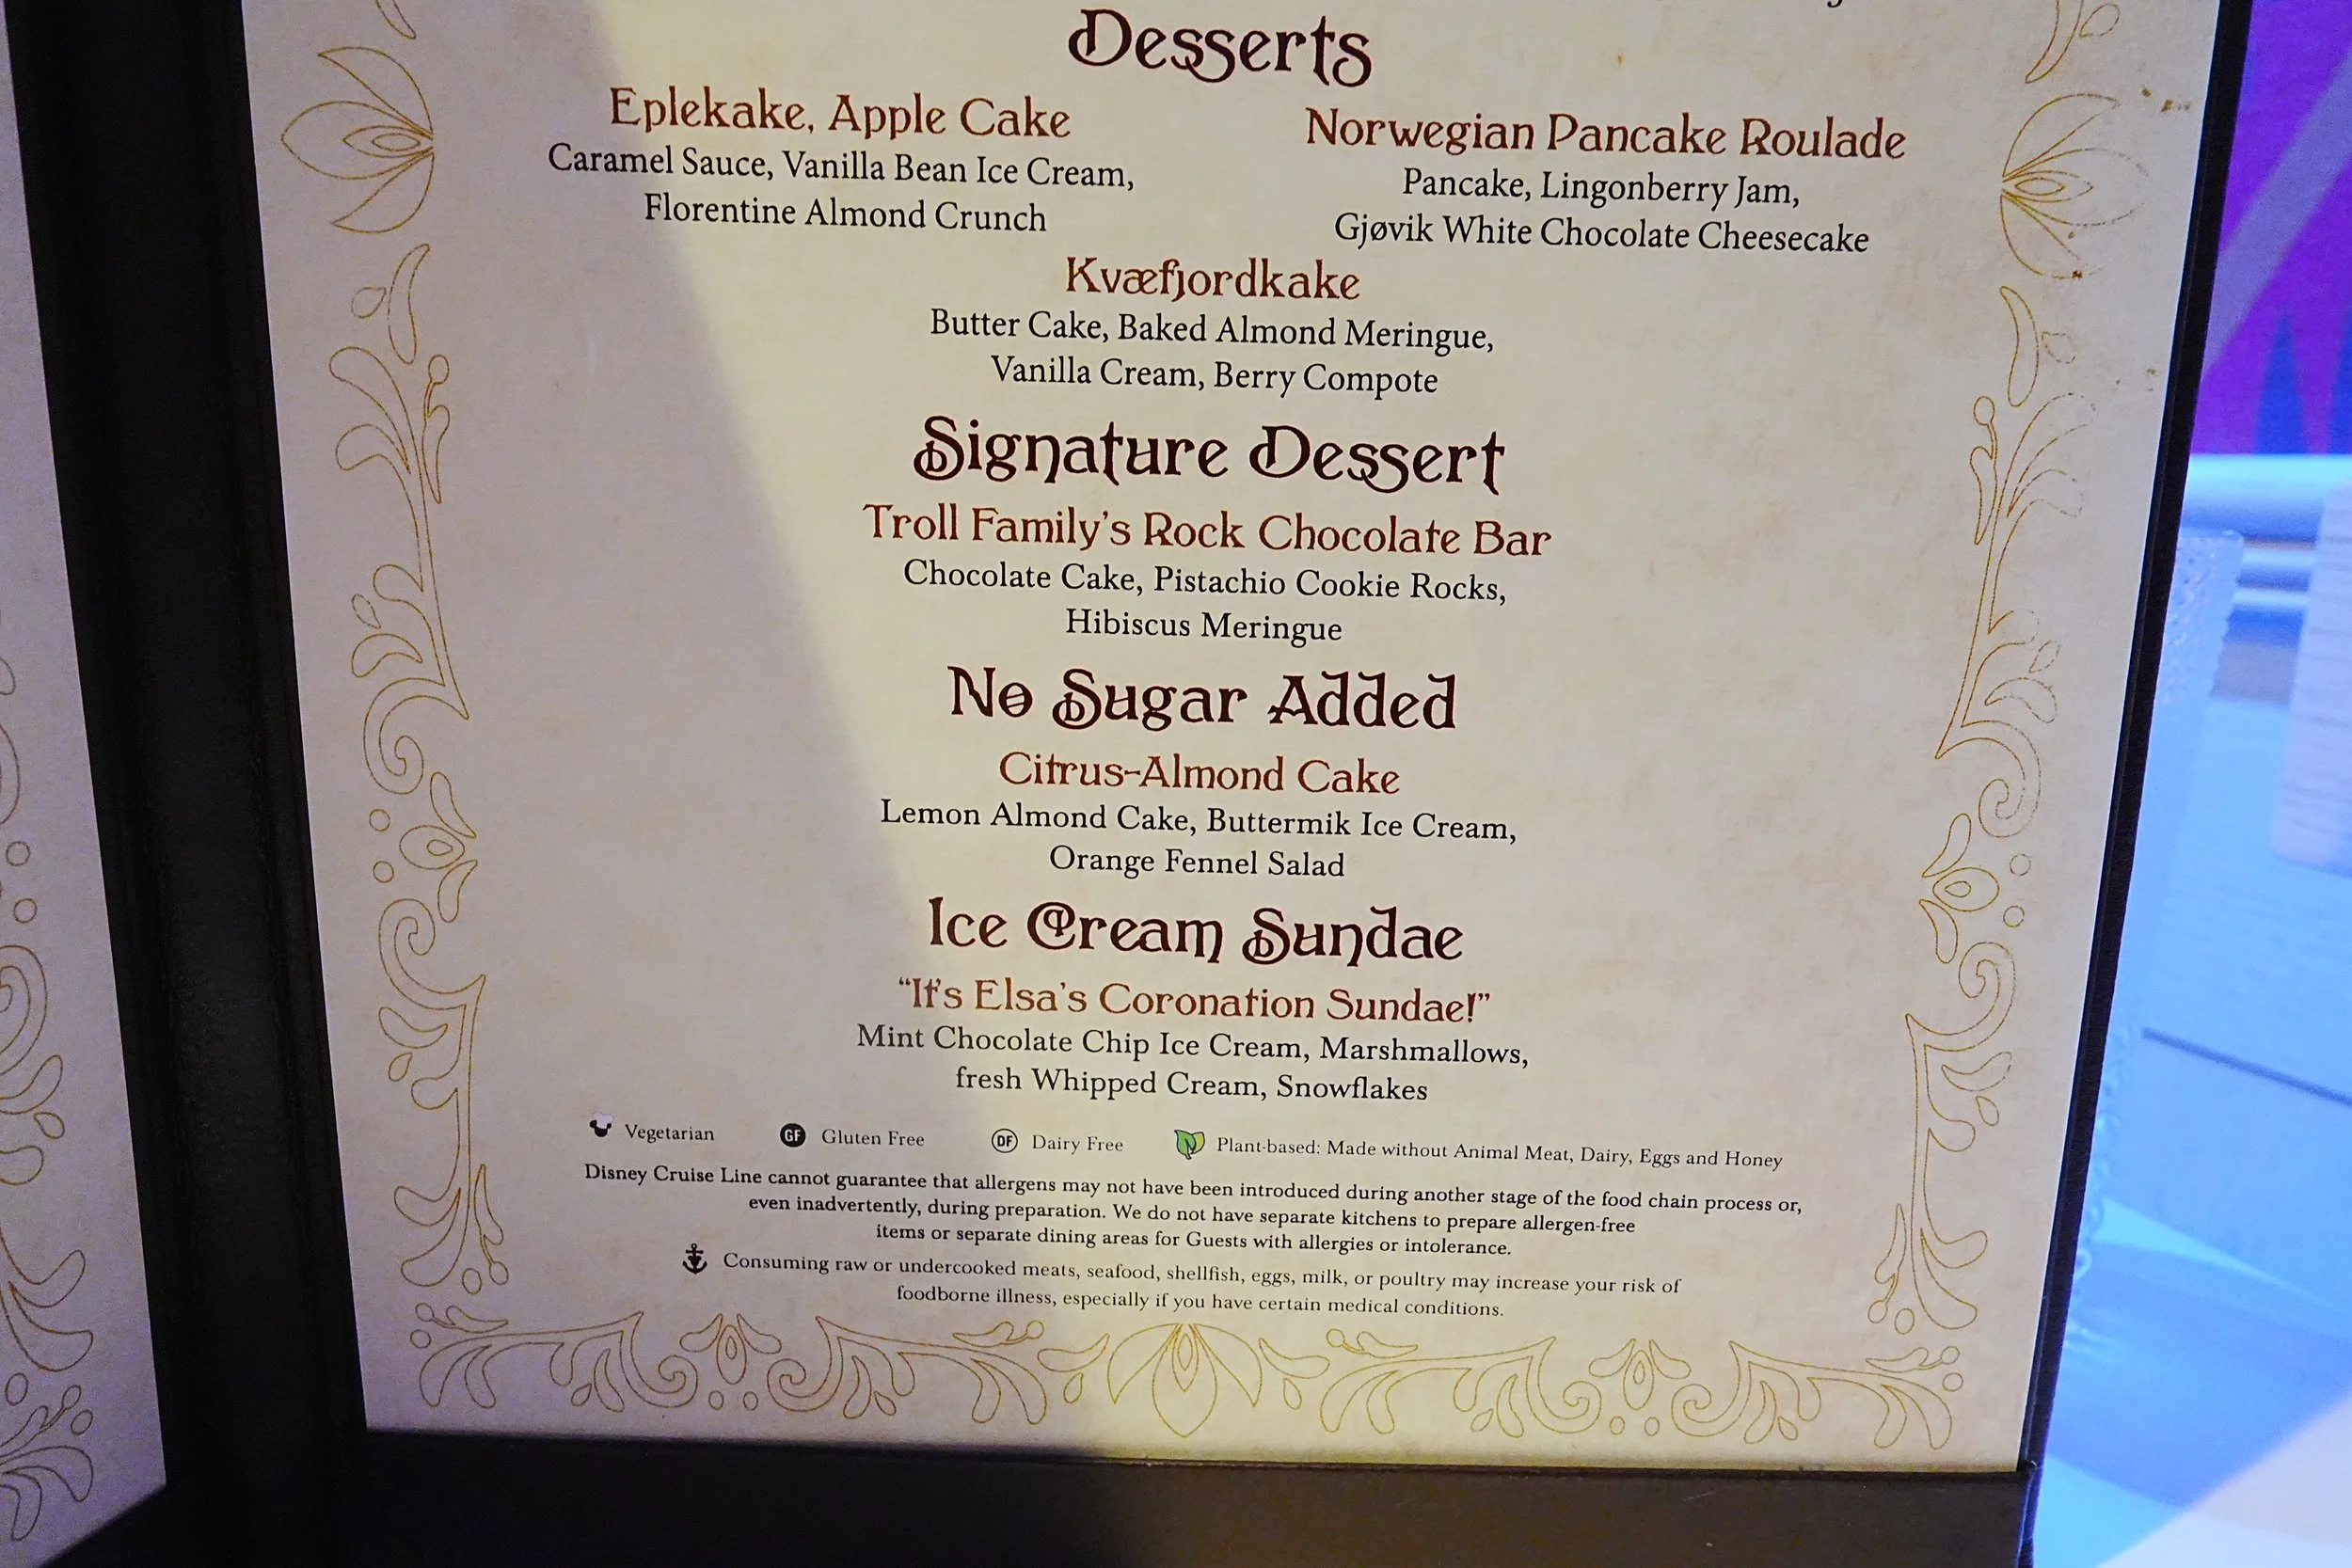 Desserts
Eplekake, Apple Cake
Caramel Sauce, Vanilla Bean Ice Cream,
Florentine Almond Crunch
Norwegian Pancake Roulade
Pancake, Lingonberry Jam,
Gjøvik White Chocolate Cheesecake
Kvæfjordkake
Butter Cake, Baked Almond Meringue,
Vanilla Cream, Berry Compote
Signature Dessert
Troll Family's Rock Chocolate Bar
Chocolate Cake, Pistachio Cookie Rocks,
Hibiscus Meringue
No Sugar Added
Citrus-Almond Cake
Lemon Almond Cake, Buttermik Ice Cream,
Orange Fennel Salad
Ice Cream Sundae
“It's Elsa's Coronation Sundae!”
Mint Chocolate Chip Ice Cream, Marshmallows,
fresh Whipped Cream, Snowflakes
Vegetarian GF Gluten Free DF Dairy Free Plant-based: Made without Animal Meat, Dairy, Eggs and Honey
Disney Cruise Line cannot guarantee that allergens may not have been introduced during another stage of the food chain process or,
even inadvertently, during preparation. We do not have separate kitchens to prepare allergen-free
items or separate dining areas for Guests with allergies or intolerance.
Consuming raw or undercooked meats, seafood, shellfish, eggs, milk, or poultry may increase your risk of
foodborne illness, especially if you have certain medical conditions.